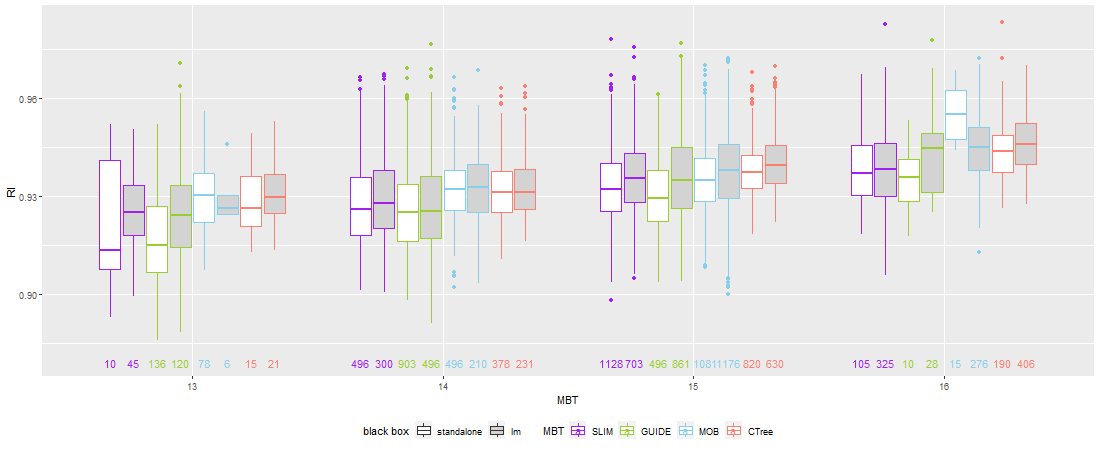 0.96
0.93
0.90
RI
10 45 136 120 78 6 15 21 496 300 903 496 496 210 378 231 1128 703 496 861 1081 1176 820 630 105 325 10 28 15 276 190 406
13 14 15 16
MBT
black box standalone lm MBT SLIM GUIDE MOB CTree